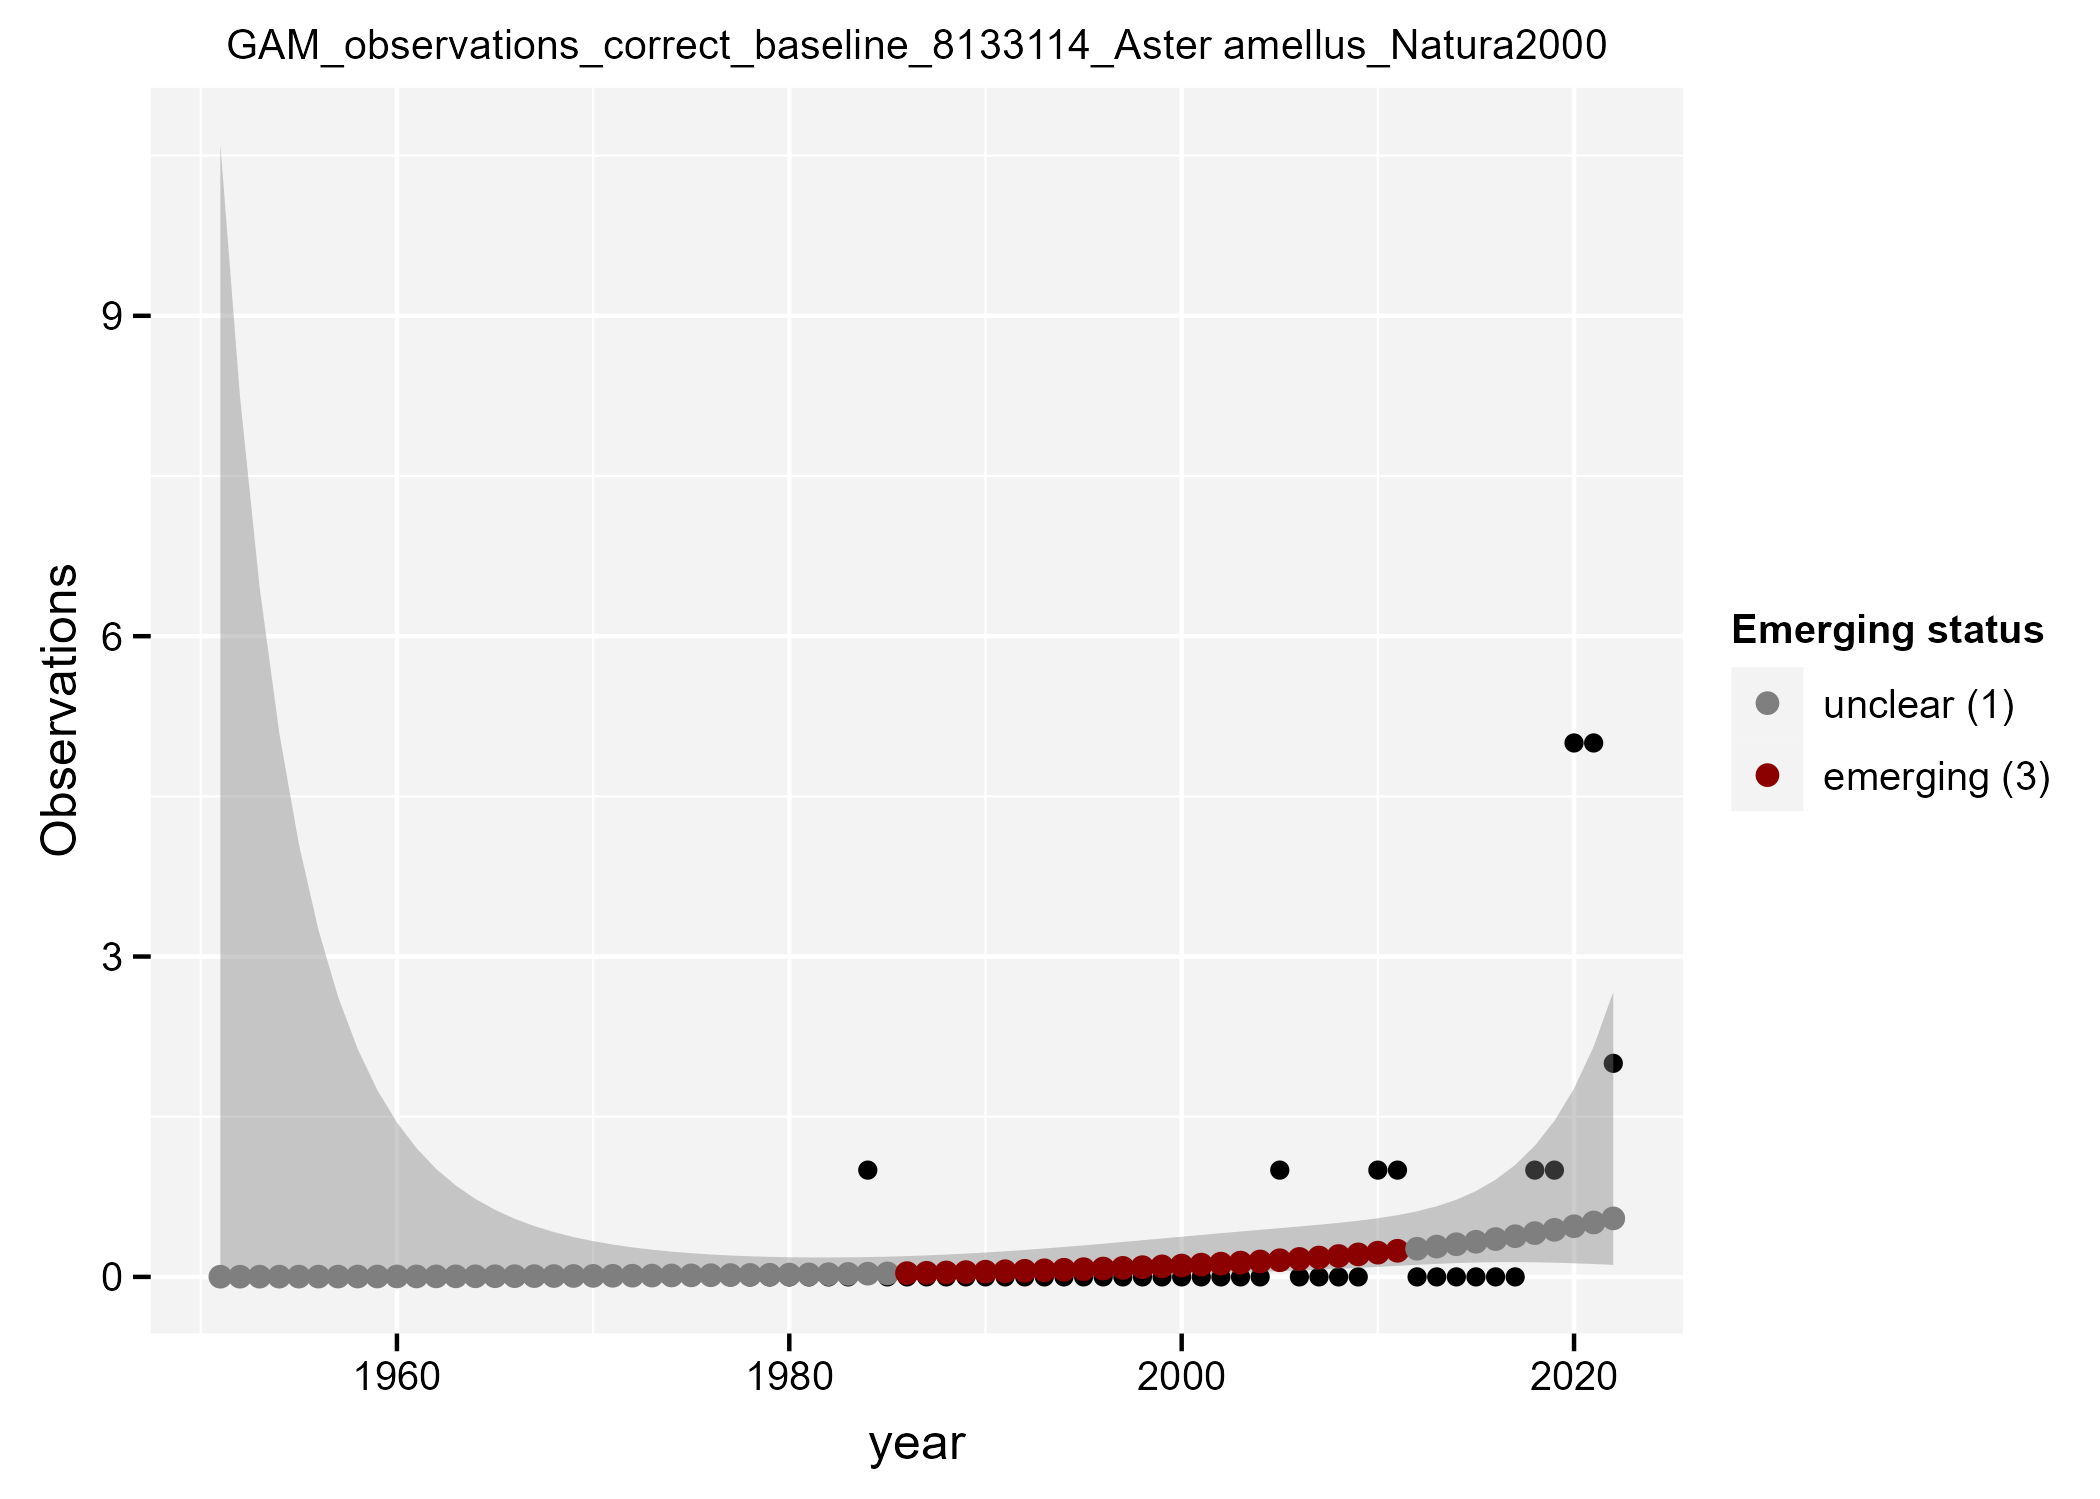 GAM_observations_correct_baseline_8133114_Aster amellus_Natura2000
Observations
9
6
3
0
1960
1980
2000
2020
year
Emerging status
unclear (1)
emerging (3)